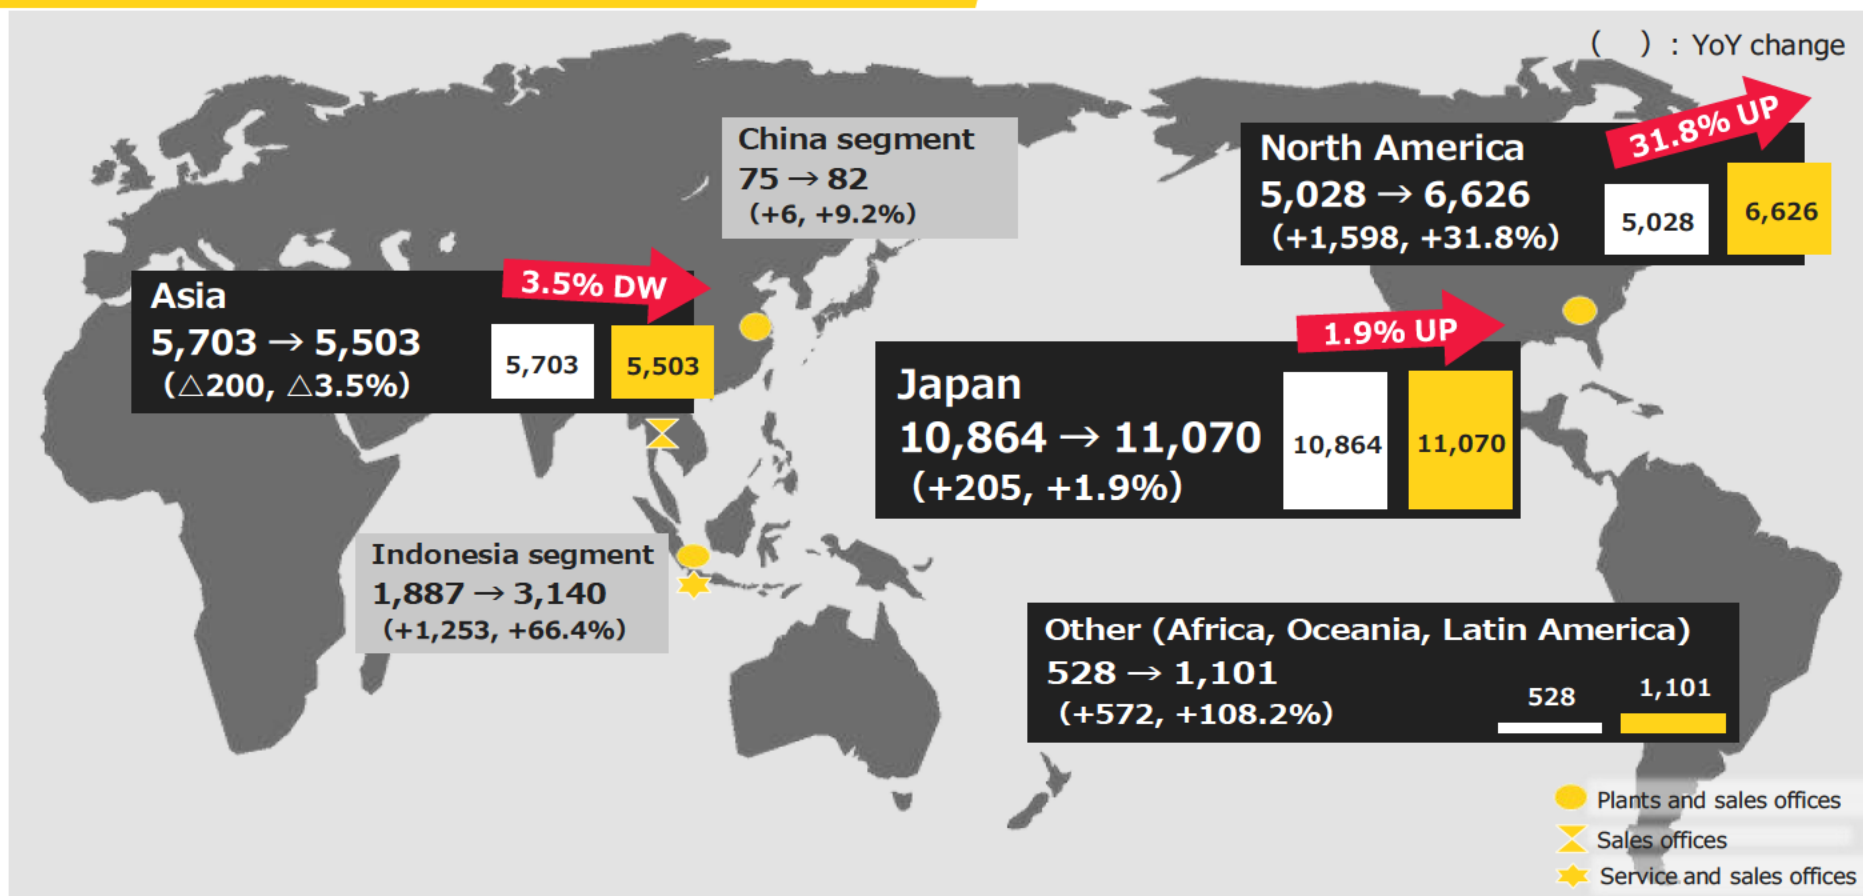 （　）: YoY change
China segment
75 → 82
（+6, +9.2%）
North America
5,028 → 6,626
（+1,598, +31.8%）
31.8% UP
5,028
6,626
Asia
5,703 → 5,503
（△200, △3.5%）
3.5% DW
5,703
5,503
Japan
10,864 → 11,070
（+205, +1.9%）
1.9% UP
10,864
11,070
Indonesia segment
1,887 → 3,140
（+1,253, +66.4%）
Other (Africa, Oceania, Latin America)
528 → 1,101
（+572, +108.2%）
528
1,101
Plants and sales offices
Sales offices
Service and sales offices